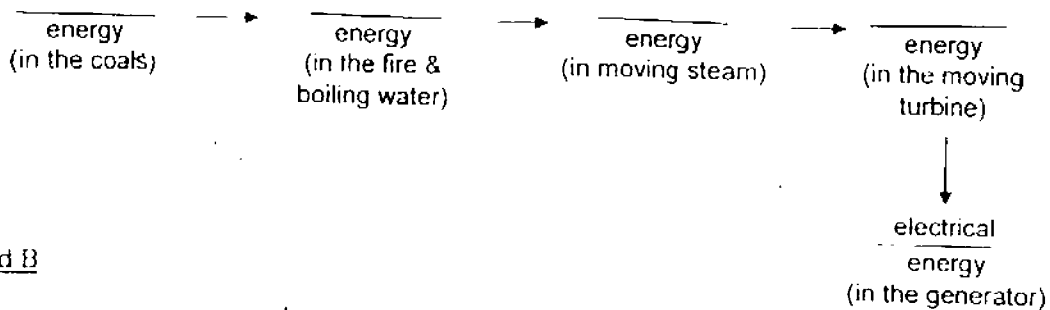 energy
(in the coals)
energy
(in the fire &
boiling water)
energy
(in moving steam)
energy
(in the moving
turbine)
electrical
energy
(in the generator)
d B